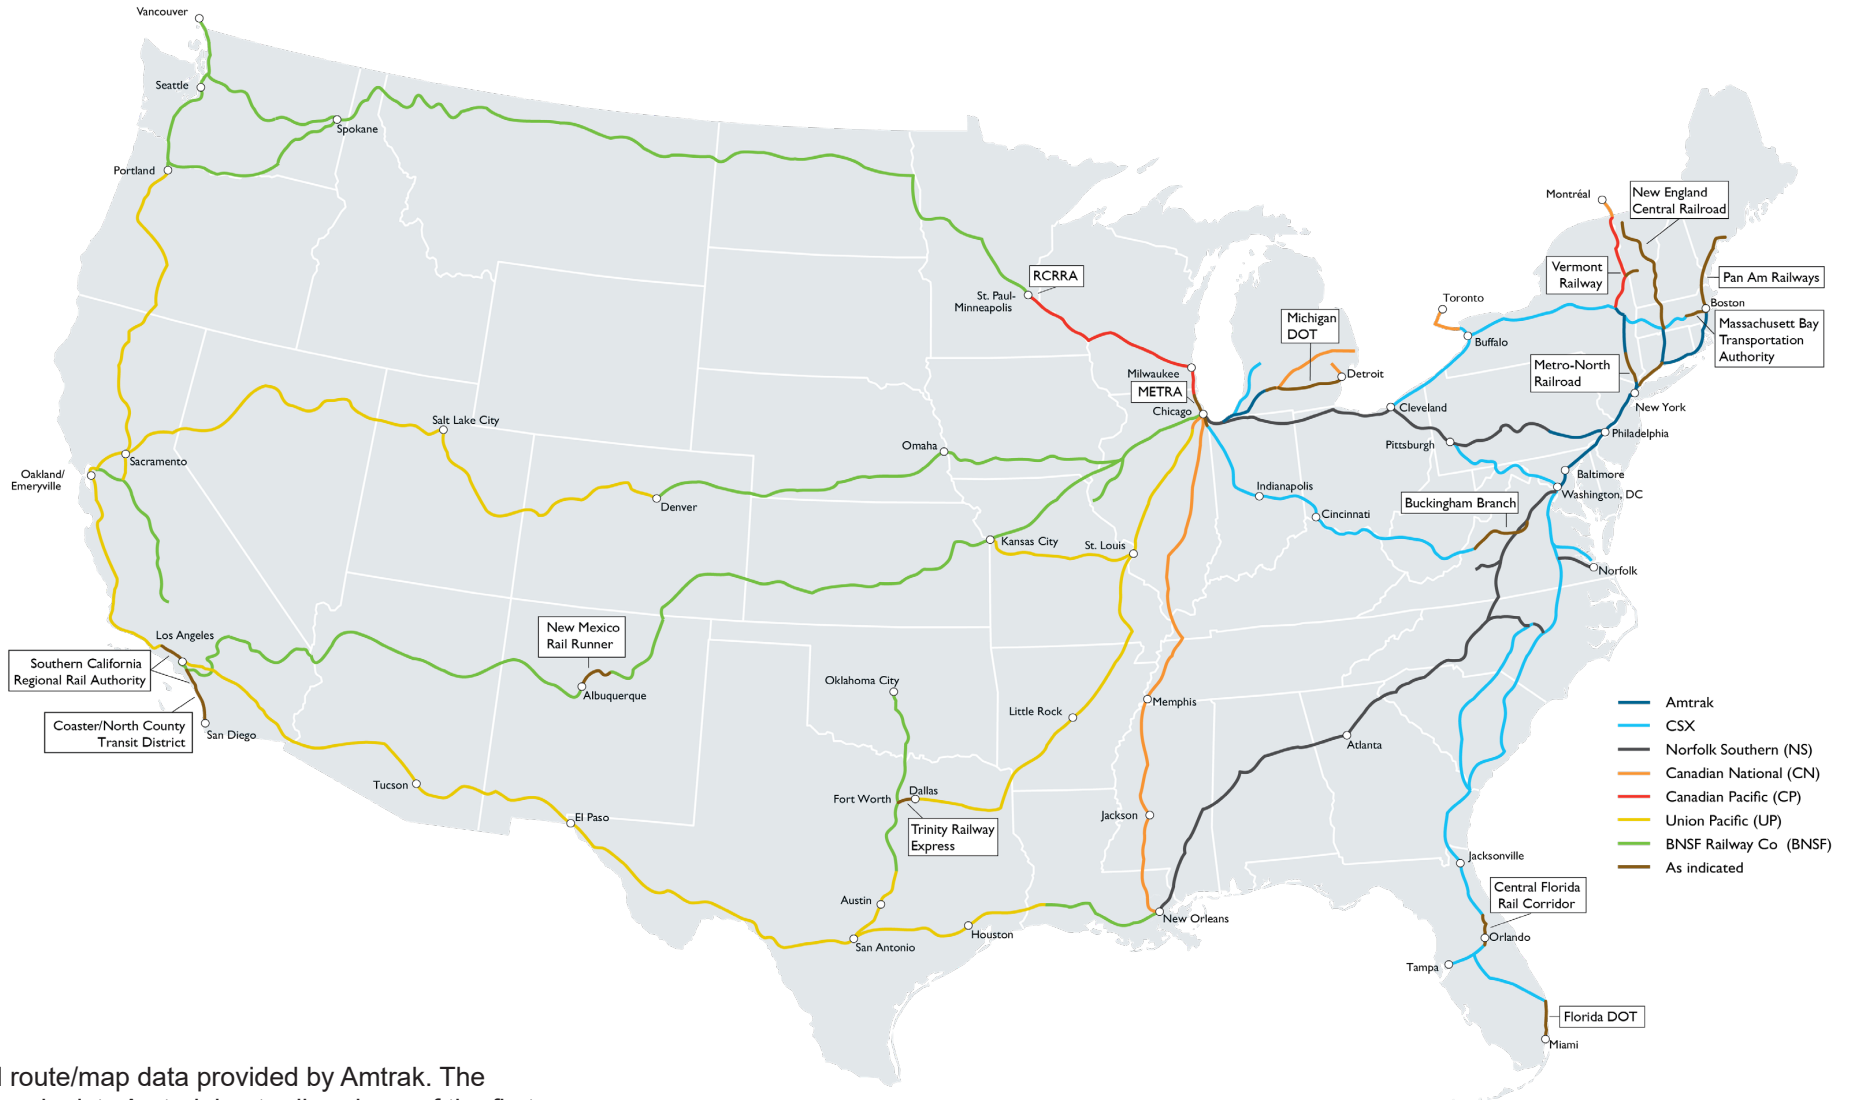 Vancouver
Seattle
Spokane
Portland
Montréal
New England
Central Railroad
Vermont
Railway
Pan Am Railways
RCRRA
St. Paul-
Minneapolis
Toronto
Boston
Michigan
DOT
Buffalo
Massachusett Bay
Transportation
Authority
Metro-North
Railroad
Milwaukee
Detroit
METRA
Chicago
Cleveland
New York
Salt Lake City
Philadelphia
Omaha
Pittsburgh
Sacramento
Oakland/
Emeryville
Baltimore
Washington, DC
Denver
Indianapolis
Buckingham Branch
Cincinnati
Kansas City
St. Louis
Norfolk
New Mexico
Rail Runner
Los Angeles
Southern California
Regional Rail Authority
Albuquerque
Oklahoma City
Memphis
Little Rock
Coaster/North County
Transit District
San Diego
Atlanta
Amtrak
CSX
Norfolk Southern (NS)
Canadian National (CN)
Canadian Pacific (CP)
Union Pacific (UP)
BNSF Railway Co (BNSF)
As indicated
Tucson
El Paso
Fort Worth
Dallas
Trinity Railway
Express
Jackson
Jacksonville
Central Florida
Rail Corridor
Austin
New Orleans
Houston
San Antonio
Orlando
Tampa
Florida DOT
Miami
route/map data provided by Amtrak. The